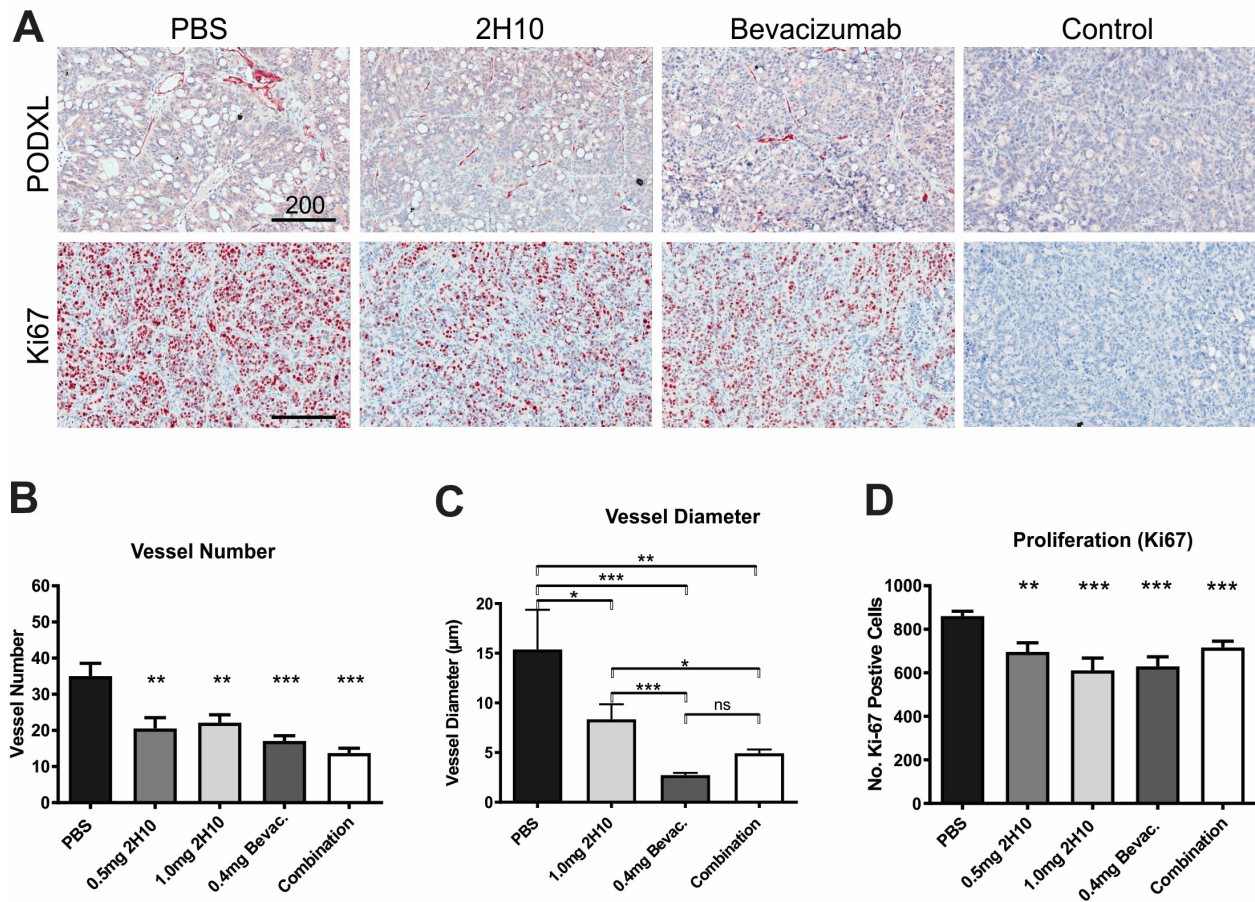 A
PBS
2H10
Bevacizumab
Control
PODXL
200
Ki67
B
Vessel Number
Vessel Number
60
50
40
30
20
10
0
**
**
***
***
PBS
0.5mg 2H10
1.0mg 2H10
0.4mg Bevac.
Combination
C
Vessel Diameter
Vessel Diameter (µm)
20
15
10
5
0
**
***
*
*
***
ns
PBS
1.0mg 2H10
0.4mg Bevac.
Combination
D
Proliferation (Ki67)
No. Ki-67 Postive Cells
1000
800
600
400
200
0
**
***
***
***
PBS
0.5mg 2H10
1.0mg 2H10
0.4mg Bevac.
Combination